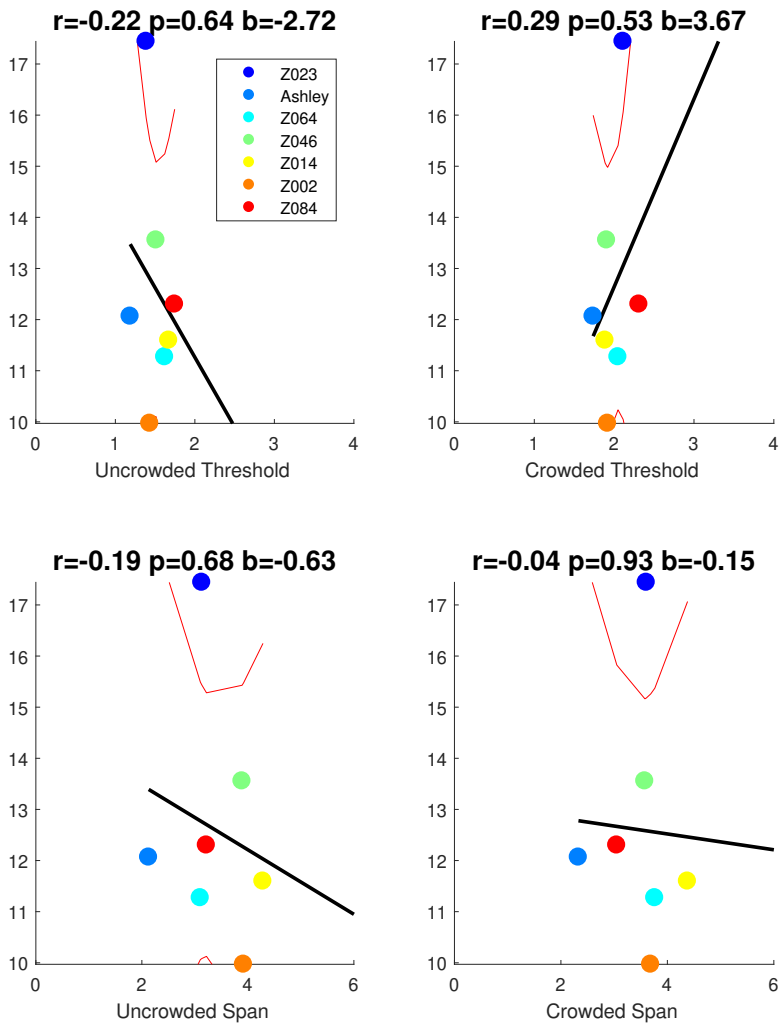 r=-0.22 p=0.64 b=-2.72
17
16
15
14
13
12
11
10
0 1 2 3 4
Uncrowded Threshold
Z023
Ashley
Z064
Z046
Z014
Z002
Z084
r=0.29 p=0.53 b=3.67
17
16
15
14
13
12
11
10
0 1 2 3 4
Crowded Threshold
r=-0.19 p=0.68 b=-0.63
17
16
15
14
13
12
11
10
0 2 4 6
Uncrowded Span
r=-0.04 p=0.93 b=-0.15
17
16
15
14
13
12
11
10
0 2 4 6
Crowded Span